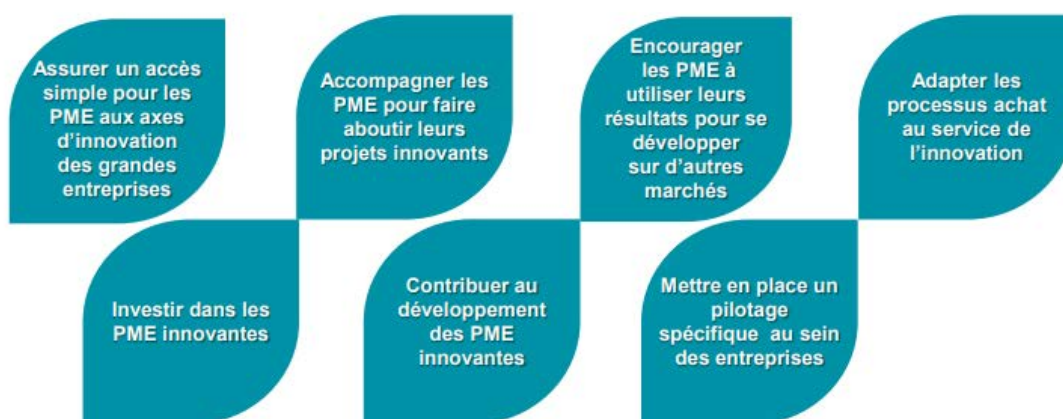 Assurer un accès
simple pour les
PME aux axes
d’innovation
des grandes
entreprises
Accompagner les
PME pour faire
aboutir leurs
projets innovants
Encourager
les PME à
utiliser leurs
résultats pour se
développer
sur d’autres
marchés
Adapter les
processus achat
au service de
l’innovation
Investir dans les
PME innovantes
Contribuer au
développement
des PME
innovantes
Mettre en place un
pilotage
spécifique au sein
des entreprises